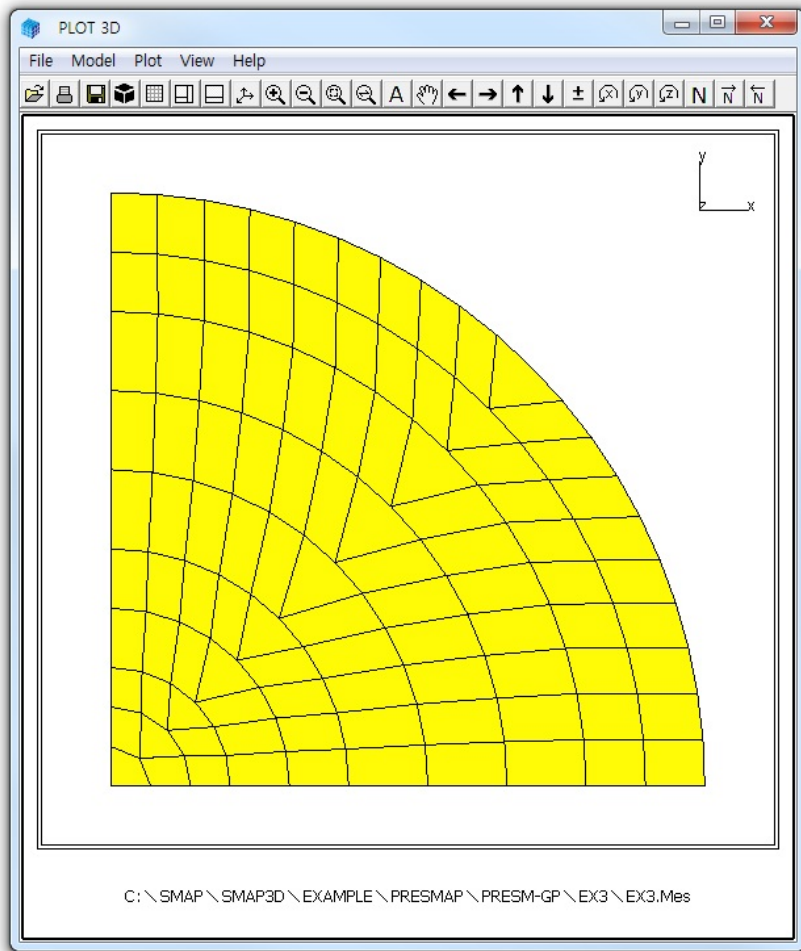 PLOT 3D
File Model Plot View Help
A X Y Z N N N
y
z x
C:\SMAP\SMAP3D\EXAMPLE\PRESMAP\PRESM-GP\EX3\EX3.Mes